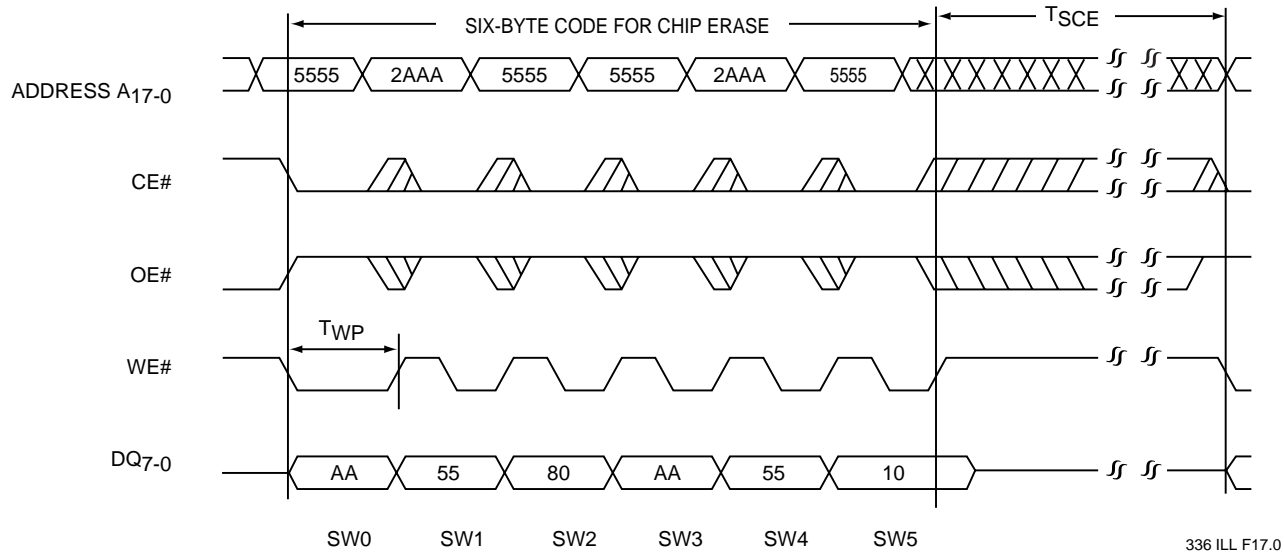 SIX-BYTE CODE FOR CHIP ERASE
TSCE
ADDRESS A17-0
5555 2AAA 5555 5555 2AAA 5555
CE#
OE#
TWP
WE#
DQ7-0
AA 55 80 AA 55 10
SW0 SW1 SW2 SW3 SW4 SW5
336 ILL F17.0